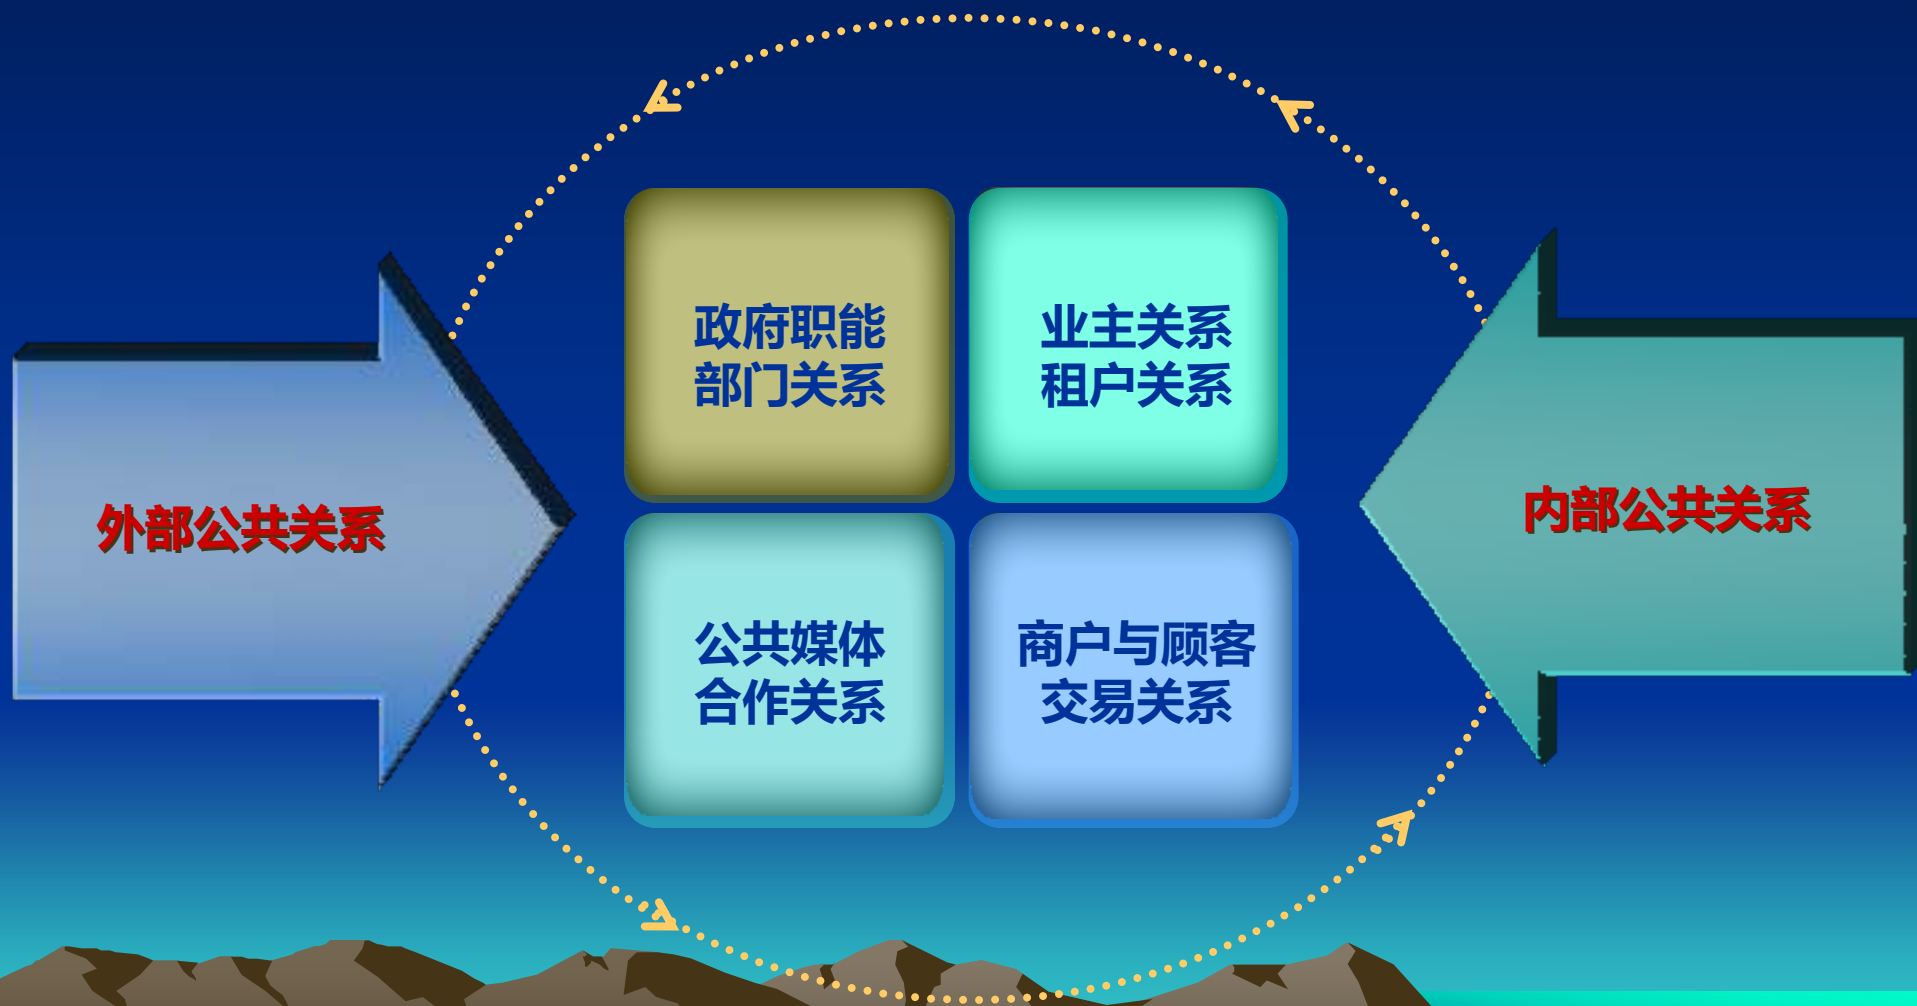 外部公共关系
政府职能
部门关系
业主关系
租户关系
公共媒体
合作关系
商户与顾客
交易关系
内部公共关系